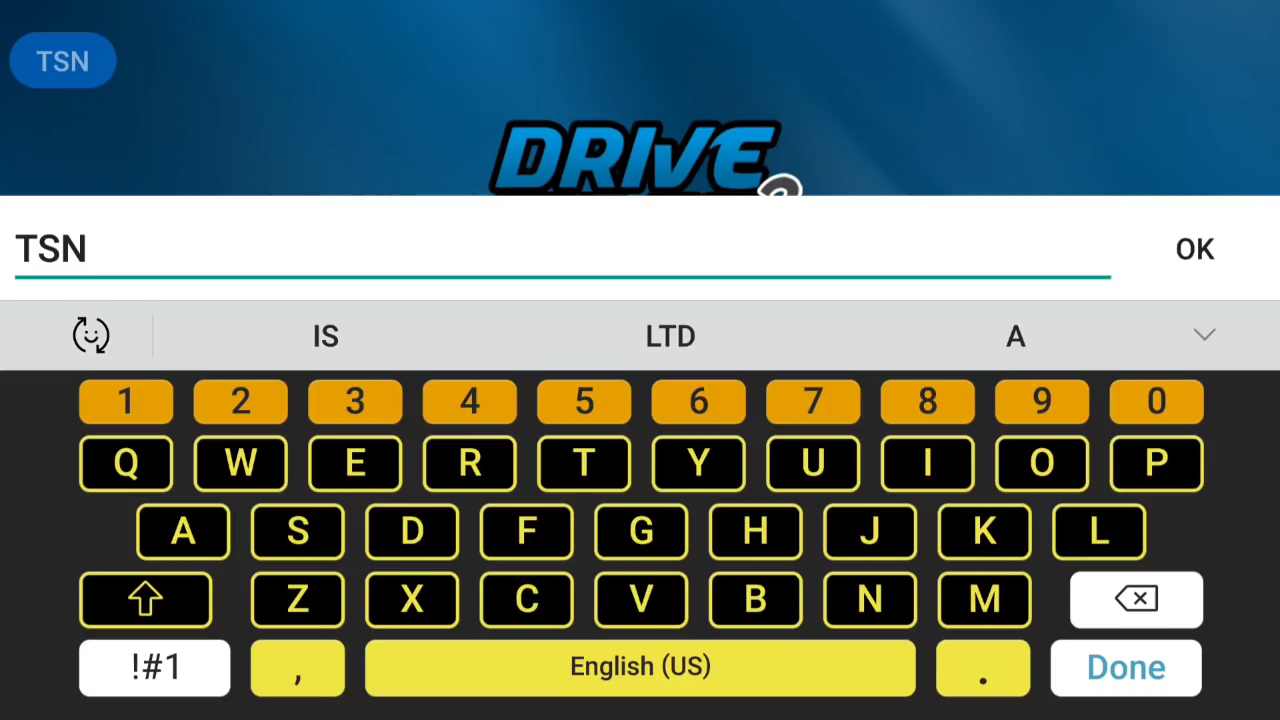 TSN
DRIVE
TSN
OK
IS LTD A
1 2 3 4 5 6 7 8 9 0
Q W E R T Y U I O P
A S D F G H J K L
Z X C V B N M
!#1 , English (US) . Done